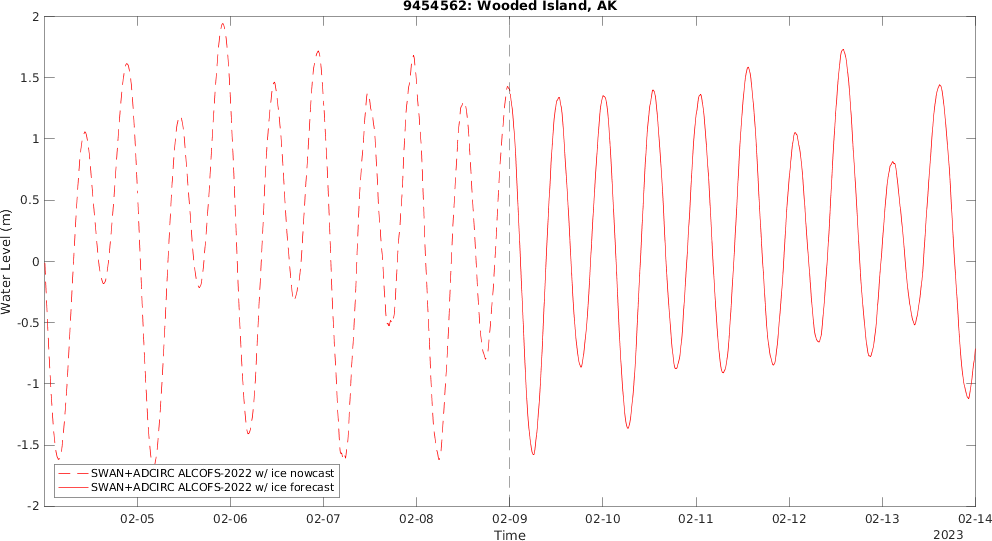 9454562: Wooded Island, AK
2
1.5
1
0.5
0
-0.5
-1
-1.5
-2
Water Level (m)
SWAN+ADCIRC ALCOFS-2022 w/ ice nowcast
SWAN+ADCIRC ALCOFS-2022 w/ ice forecast
02-05 02-06 02-07 02-08 02-09 02-10 02-11 02-12 02-13 02-14
Time
2023